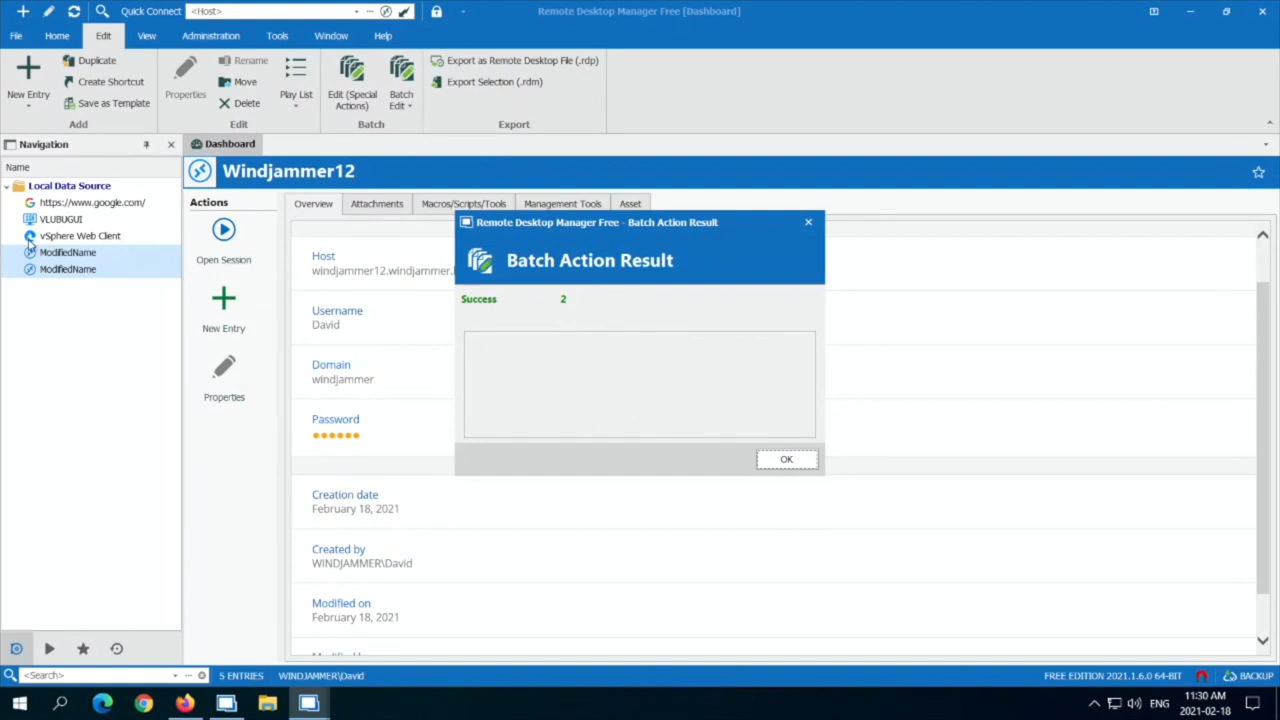 Quick Connect
<Host>
Remote Desktop Manager Free [Dashboard]
File
Home
Edit
View
Administration
Tools
Window
Help
New Entry
Duplicate
Create Shortcut
Save as Template
Add
Properties
Rename
Move
Delete
Play List
Edit
Edit (Special
Actions)
Batch
Edit
Batch
Export as Remote Desktop File (.rdp)
Export Selection (.rdm)
Export
Navigation
Dashboard
Name
Local Data Source
https://www.google.com/
VLUBUGUI
vSphere Web Client
ModifiedName
ModifiedName
Windjammer12
Actions
Open Session
New Entry
Properties
Overview
Attachments
Macros/Scripts/Tools
Management Tools
Asset
Host
windjammer12.windjammer.
Username
David
Domain
windjammer
Password
Creation date
February 18, 2021
Created by
WINDJAMMER\David
Modified on
February 18, 2021
Remote Desktop Manager Free - Batch Action Result
Batch Action Result
Success 2
OK
<Search>
5 ENTRIES
WINDJAMMER\David
FREE EDITION 2021.1.6.0 64-BIT
BACKUP
ENG
11:30 AM
2021-02-18